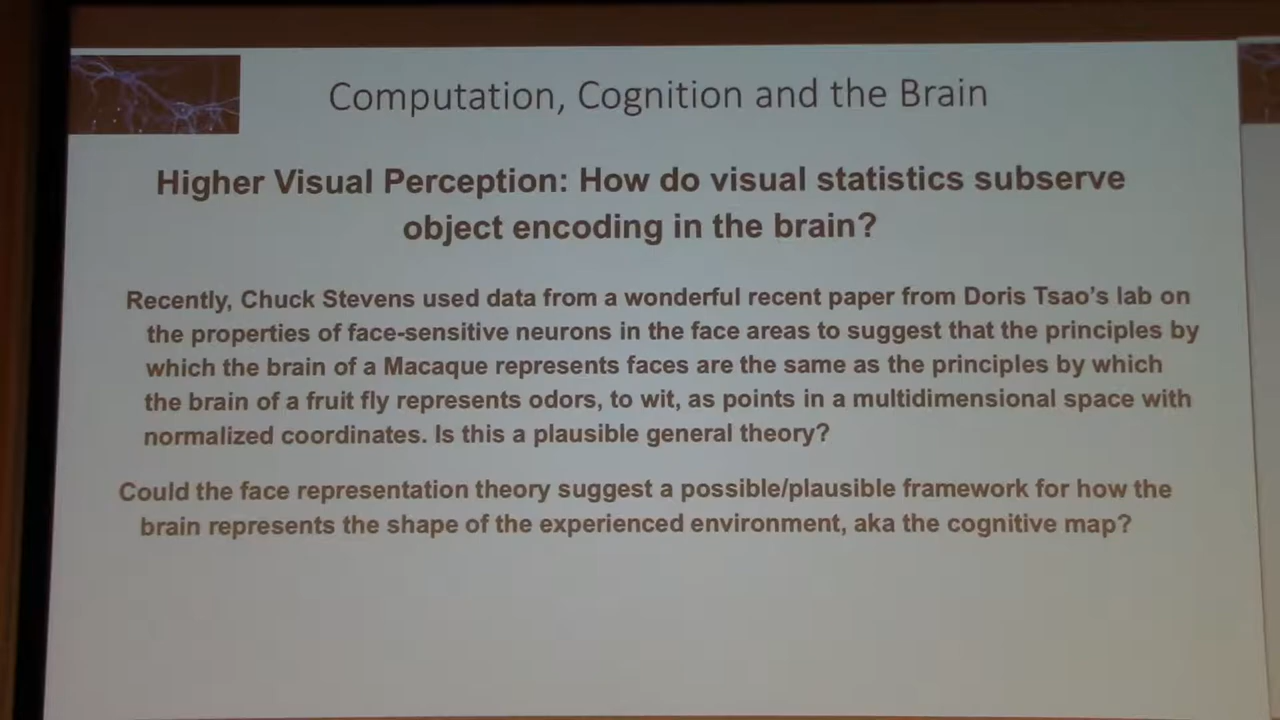 Computation, Cognition and the Brain
Higher Visual Perception: How do visual statistics subserve
object encoding in the brain?
Recently, Chuck Stevens used data from a wonderful recent paper from Doris Tsao's lab on
the properties of face-sensitive neurons in the face areas to suggest that the principles by
which the brain of a Macaque represents faces are the same as the principles by which
the brain of a fruit fly represents odors, to wit, as points in a multidimensional space with
normalized coordinates. Is this a plausible general theory?
Could the face representation theory suggest a possible/plausible framework for how the
brain represents the shape of the experienced environment, aka the cognitive map?